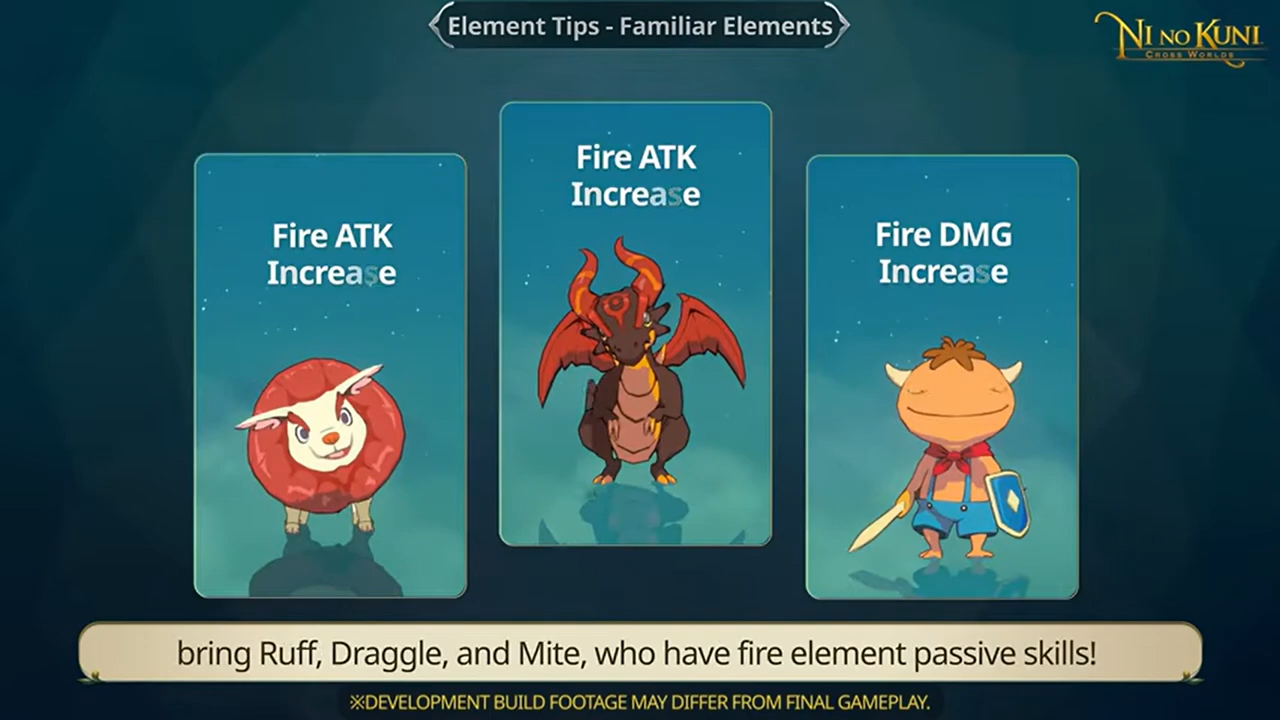 Element Tips - Familiar Elements
NI NO KUNI
CROSS WORLDS
Fire ATK
Increase
Fire ATK
Increase
Fire DMG
Increase
bring Ruff, Draggle, and Mite, who have fire element passive skills!
※DEVELOPMENT BUILD FOOTAGE MAY DIFFER FROM FINAL GAMEPLAY.